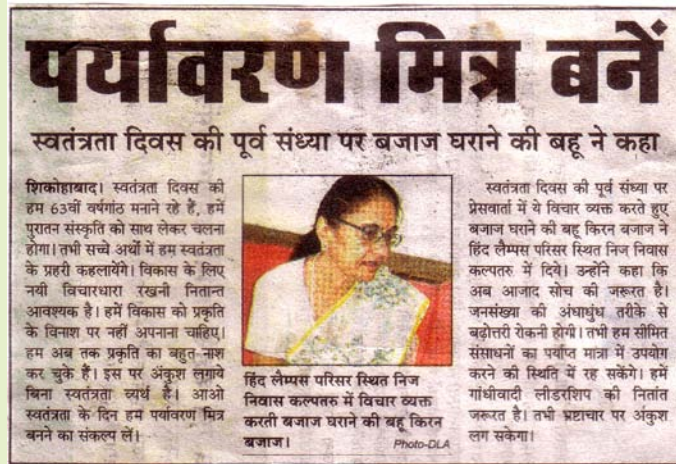 पर्यावरण मित्र बनें
स्वतंत्रता दिवस की पूर्व संध्या पर बजाज घराने की बहू ने कहा
शिकोहाबाद। स्वतंत्रता दिवस की
हम 63वीं वर्षगांठ मनाने रहे हैं, हमें
पुरातन संस्कृति को साथ लेकर चलना
होगा। तभी सच्चे अर्थों में हम स्वतंत्रता
के प्रहरी कहलायेंगे। विकास के लिए
नयी विचारधारा रखनी नितान्त
आवश्यक है। हमें विकास को प्रकृति
के विनाश पर नहीं अपनाना चाहिए।
हम अब तक प्रकृति का बहुत नाश
कर चुके हैं। इस पर अंकुश लगाये
बिना स्वतंत्रता व्यर्थ है। आओ
स्वतंत्रता के दिन हम पर्यावरण मित्र
बनने का संकल्प लें।
हिंद लैम्पस परिसर स्थित निज
निवास कल्पतरु में विचार व्यक्त
करती बजाज घराने की बहू किरन
बजाज।
Photo-DLA
स्वतंत्रता दिवस की पूर्व संध्या पर
प्रेसवार्ता में ये विचार व्यक्त करते हुए
बजाज घराने की बहू किरन बजाज ने
हिंद लैम्पस परिसर स्थित निज निवास
कल्पतरु में दिये। उन्होंने कहा कि
अब आजाद सोच की जरूरत है।
जनसंख्या की अंधाधुंध तरीके से
बढ़ोत्तरी रोकनी होगी। तभी हम सीमित
संसाधनों का पर्याप्त मात्रा में उपयोग
करने की स्थिति में रह सकेंगे। हमें
गांधीवादी लीडरशिप की नितांत
जरूरत है। तभी भ्रष्टाचार पर अंकुश
लग सकेगा।